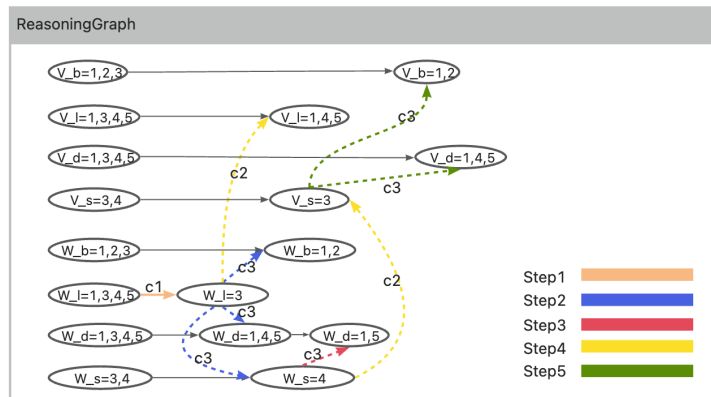 ReasoningGraph
V_b=1,2,3
V_b=1,2
V_l=1,3,4,5
V_l=1,4,5
c3
V_d=1,3,4,5
V_d=1,4,5
c2
c3
V_s=3,4
V_s=3
W_b=1,2,3
W_b=1,2
c3
c2
W_l=1,3,4,5
c1
W_l=3
c3
W_d=1,3,4,5
W_d=1,4,5
W_d=1,5
c3
c3
W_s=3,4
W_s=4
Step1
Step2
Step3
Step4
Step5